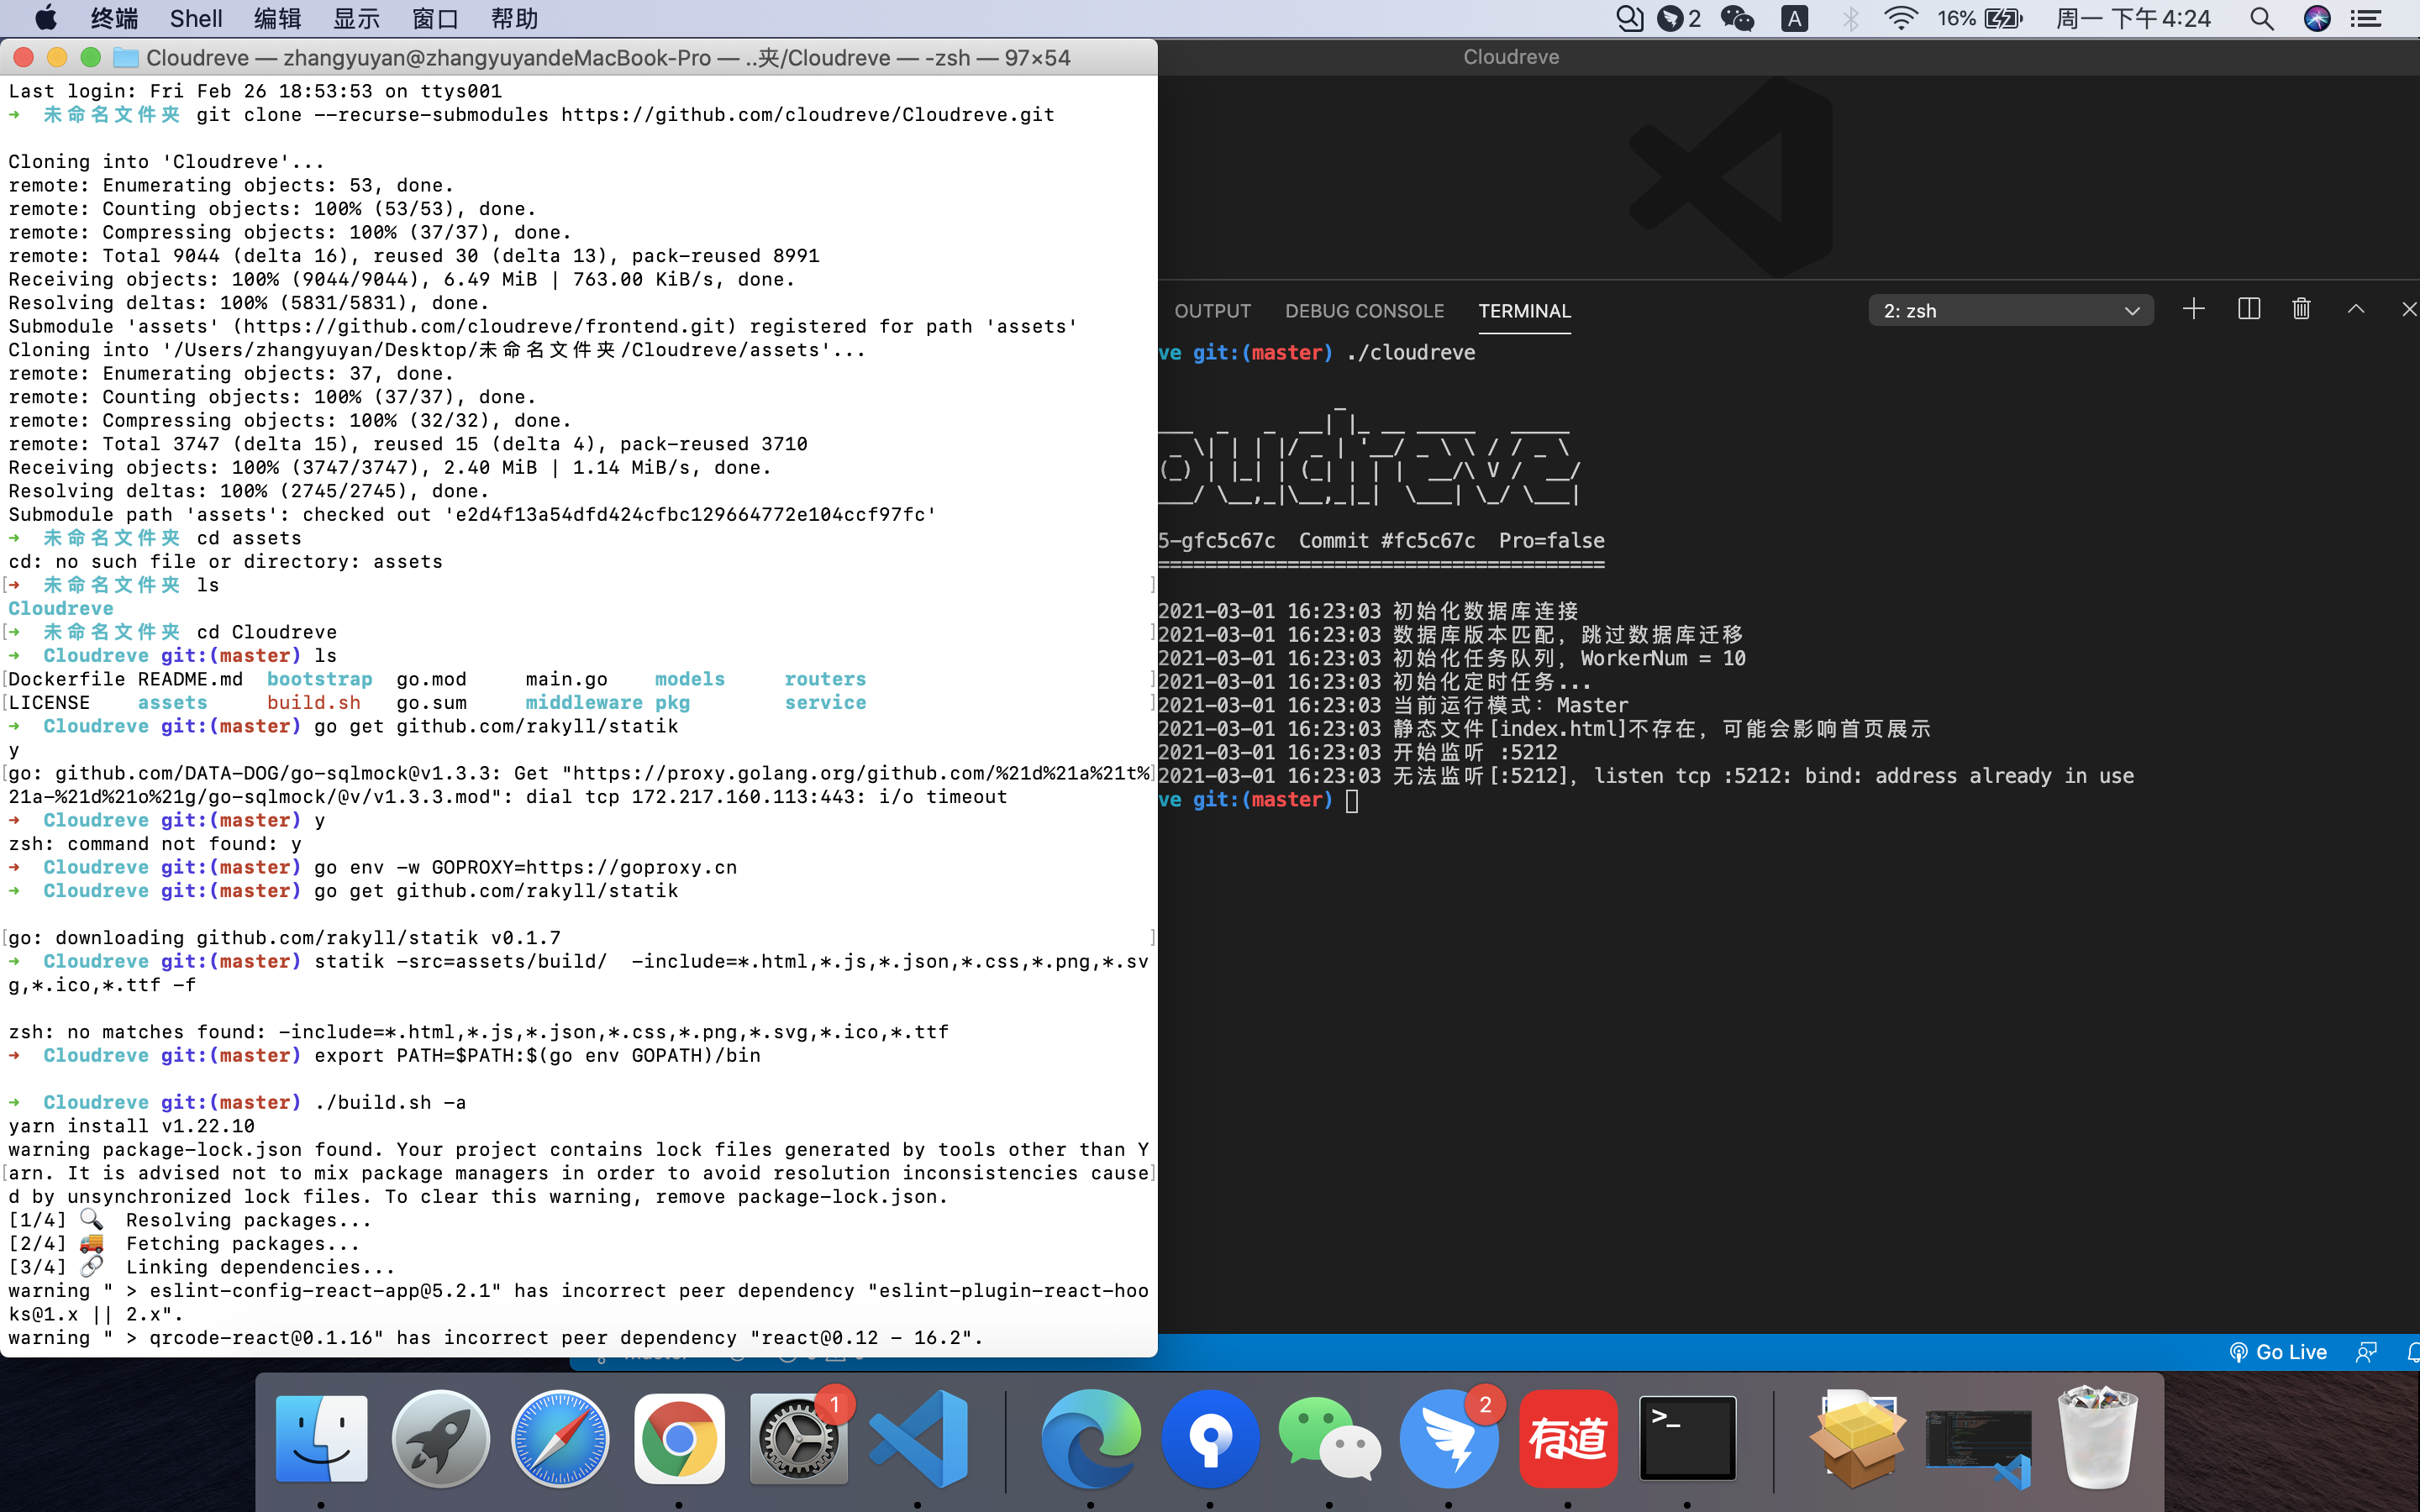 终端 Shell 编辑 显示 窗口 帮助 2 A 16% 周一 下午4:24
Cloudreve — zhangyuyan@zhangyuyandeMacBook-Pro — ..夹/Cloudreve — -zsh — 97×54
Last login: Fri Feb 26 18:53:53 on ttys001
➜ 未命名文件夹 git clone --recurse-submodules https://github.com/cloudreve/Cloudreve.git
Cloning into 'Cloudreve'...
remote: Enumerating objects: 53, done.
remote: Counting objects: 100% (53/53), done.
remote: Compressing objects: 100% (37/37), done.
remote: Total 9044 (delta 16), reused 30 (delta 13), pack-reused 8991
Receiving objects: 100% (9044/9044), 6.49 MiB | 763.00 KiB/s, done.
Resolving deltas: 100% (5831/5831), done.
Submodule 'assets' (https://github.com/cloudreve/frontend.git) registered for path 'assets'
Cloning into '/Users/zhangyuyan/Desktop/未命名文件夹/Cloudreve/assets'...
remote: Enumerating objects: 37, done.
remote: Counting objects: 100% (37/37), done.
remote: Compressing objects: 100% (32/32), done.
remote: Total 3747 (delta 15), reused 15 (delta 4), pack-reused 3710
Receiving objects: 100% (3747/3747), 2.40 MiB | 1.14 MiB/s, done.
Resolving deltas: 100% (2745/2745), done.
Submodule path 'assets': checked out 'e2d4f13a54dfd424cfbc129664772e104ccf97fc'
➜ 未命名文件夹 cd assets
cd: no such file or directory: assets
➜ 未命名文件夹 ls
Cloudreve
➜ 未命名文件夹 cd Cloudreve
➜ Cloudreve git:(master) ls
Dockerfile README.md bootstrap go.mod main.go models routers
LICENSE assets build.sh go.sum middleware pkg service
➜ Cloudreve git:(master) go get github.com/rakyll/statik
y
go: github.com/DATA-DOG/go-sqlmock@v1.3.3: Get "https://proxy.golang.org/github.com/%21d%21a%21t%
21a-%21d%21o%21g/go-sqlmock/@v/v1.3.3.mod": dial tcp 172.217.160.113:443: i/o timeout
➜ Cloudreve git:(master) y
zsh: command not found: y
➜ Cloudreve git:(master) go env -w GOPROXY=https://goproxy.cn
➜ Cloudreve git:(master) go get github.com/rakyll/statik
go: downloading github.com/rakyll/statik v0.1.7
➜ Cloudreve git:(master) statik -src=assets/build/ -include=*.html,*.js,*.json,*.css,*.png,*.sv
g,*.ico,*.ttf -f
zsh: no matches found: -include=*.html,*.js,*.json,*.css,*.png,*.svg,*.ico,*.ttf
➜ Cloudreve git:(master) export PATH=$PATH:$(go env GOPATH)/bin
➜ Cloudreve git:(master) ./build.sh -a
yarn install v1.22.10
warning package-lock.json found. Your project contains lock files generated by tools other than Y
arn. It is advised not to mix package managers in order to avoid resolution inconsistencies cause
d by unsynchronized lock files. To clear this warning, remove package-lock.json.
[1/4] 🔍 Resolving packages...
[2/4] 🚚 Fetching packages...
[3/4] 🔗 Linking dependencies...
warning " > eslint-config-react-app@5.2.1" has incorrect peer dependency "eslint-plugin-react-hoo
ks@1.x || 2.x".
warning " > qrcode-react@0.1.16" has incorrect peer dependency "react@0.12 - 16.2".
Cloudreve
OUTPUT DEBUG CONSOLE TERMINAL 2: zsh
ve git:(master) ./cloudreve
5-gfc5c67c Commit #fc5c67c Pro=false
======================================
2021-03-01 16:23:03 初始化数据库连接
2021-03-01 16:23:03 数据库版本匹配，跳过数据库迁移
2021-03-01 16:23:03 初始化任务队列，WorkerNum = 10
2021-03-01 16:23:03 初始化定时任务...
2021-03-01 16:23:03 当前运行模式：Master
2021-03-01 16:23:03 静态文件[index.html]不存在，可能会影响首页展示
2021-03-01 16:23:03 开始监听 :5212
2021-03-01 16:23:03 无法监听[:5212], listen tcp :5212: bind: address already in use
ve git:(master)
Go Live
1
2
有道
>_